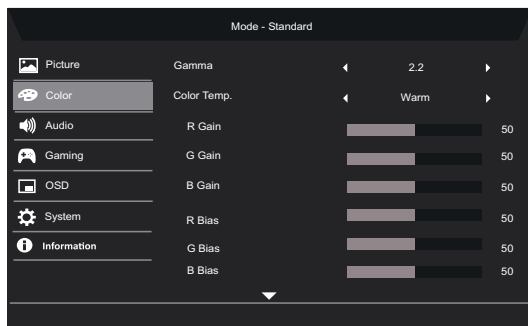 Mode - Standard
Picture
Color
Audio
Gaming
OSD
System
Information
Gamma 2.2
Color Temp. Warm
R Gain 50
G Gain 50
B Gain 50
R Bias 50
G Bias 50
B Bias 50